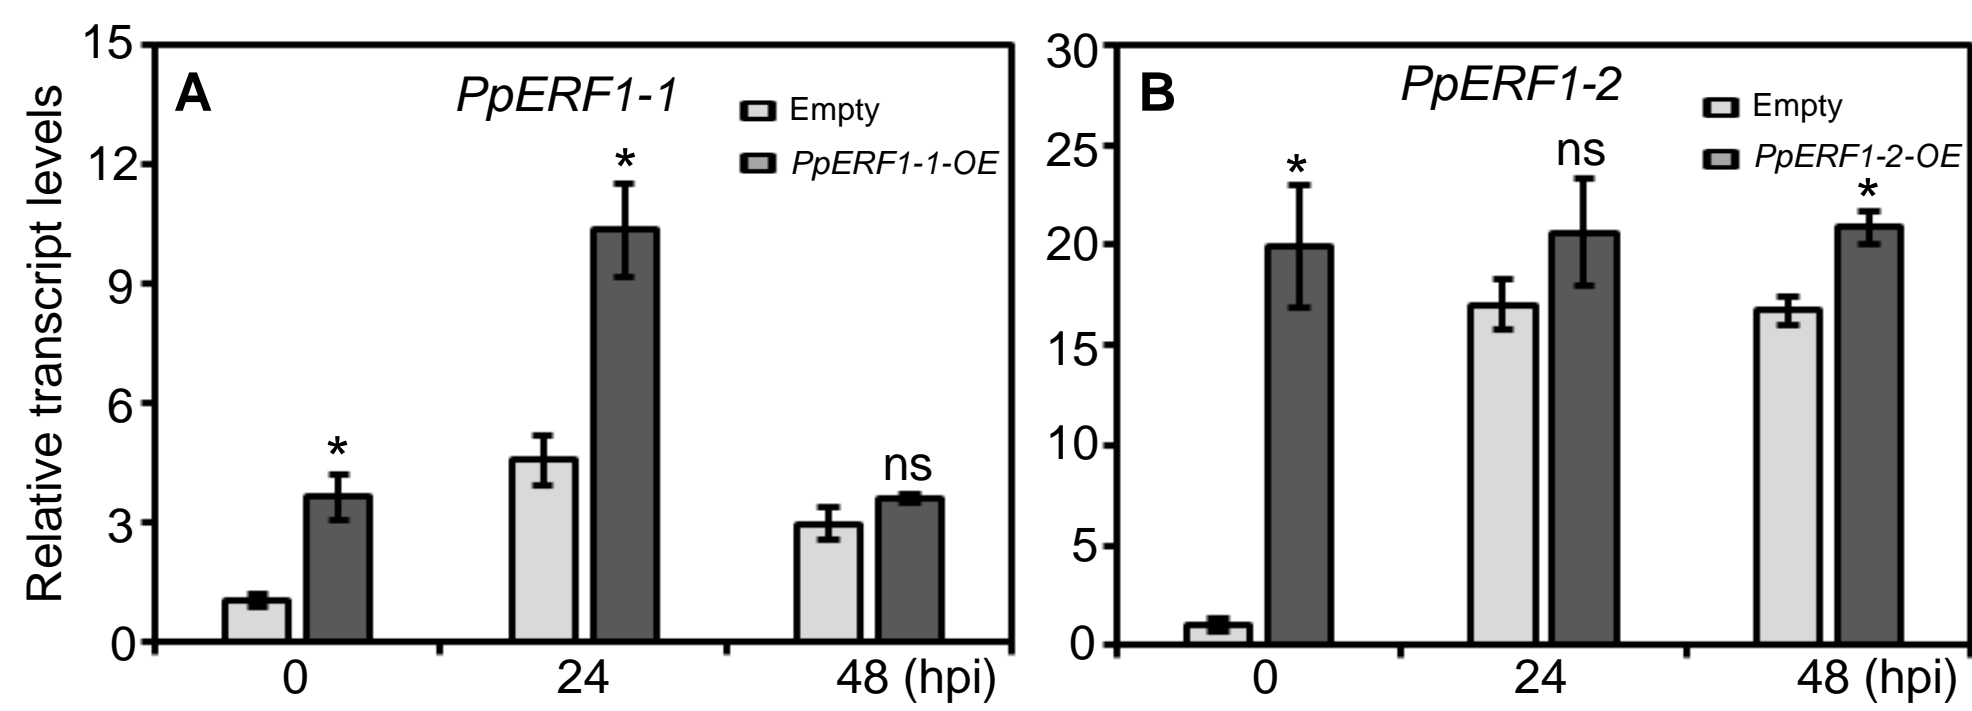 Relative transcript levels
A
PpERF1-1
Empty
PpERF1-1-OE
15
12
9
6
3
0
*
*
ns
0
24
48 (hpi)
B
PpERF1-2
Empty
PpERF1-2-OE
30
25
20
15
10
5
0
*
ns
*
0
24
48 (hpi)